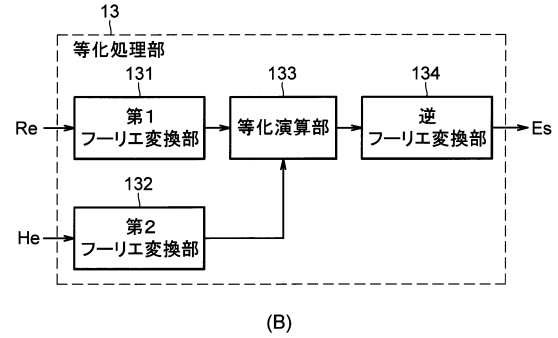 13
等化処理部
131
133
134
Re
第1
フーリエ変換部
等化演算部
逆
フーリエ変換部
Es
132
He
第2
フーリエ変換部
(B)